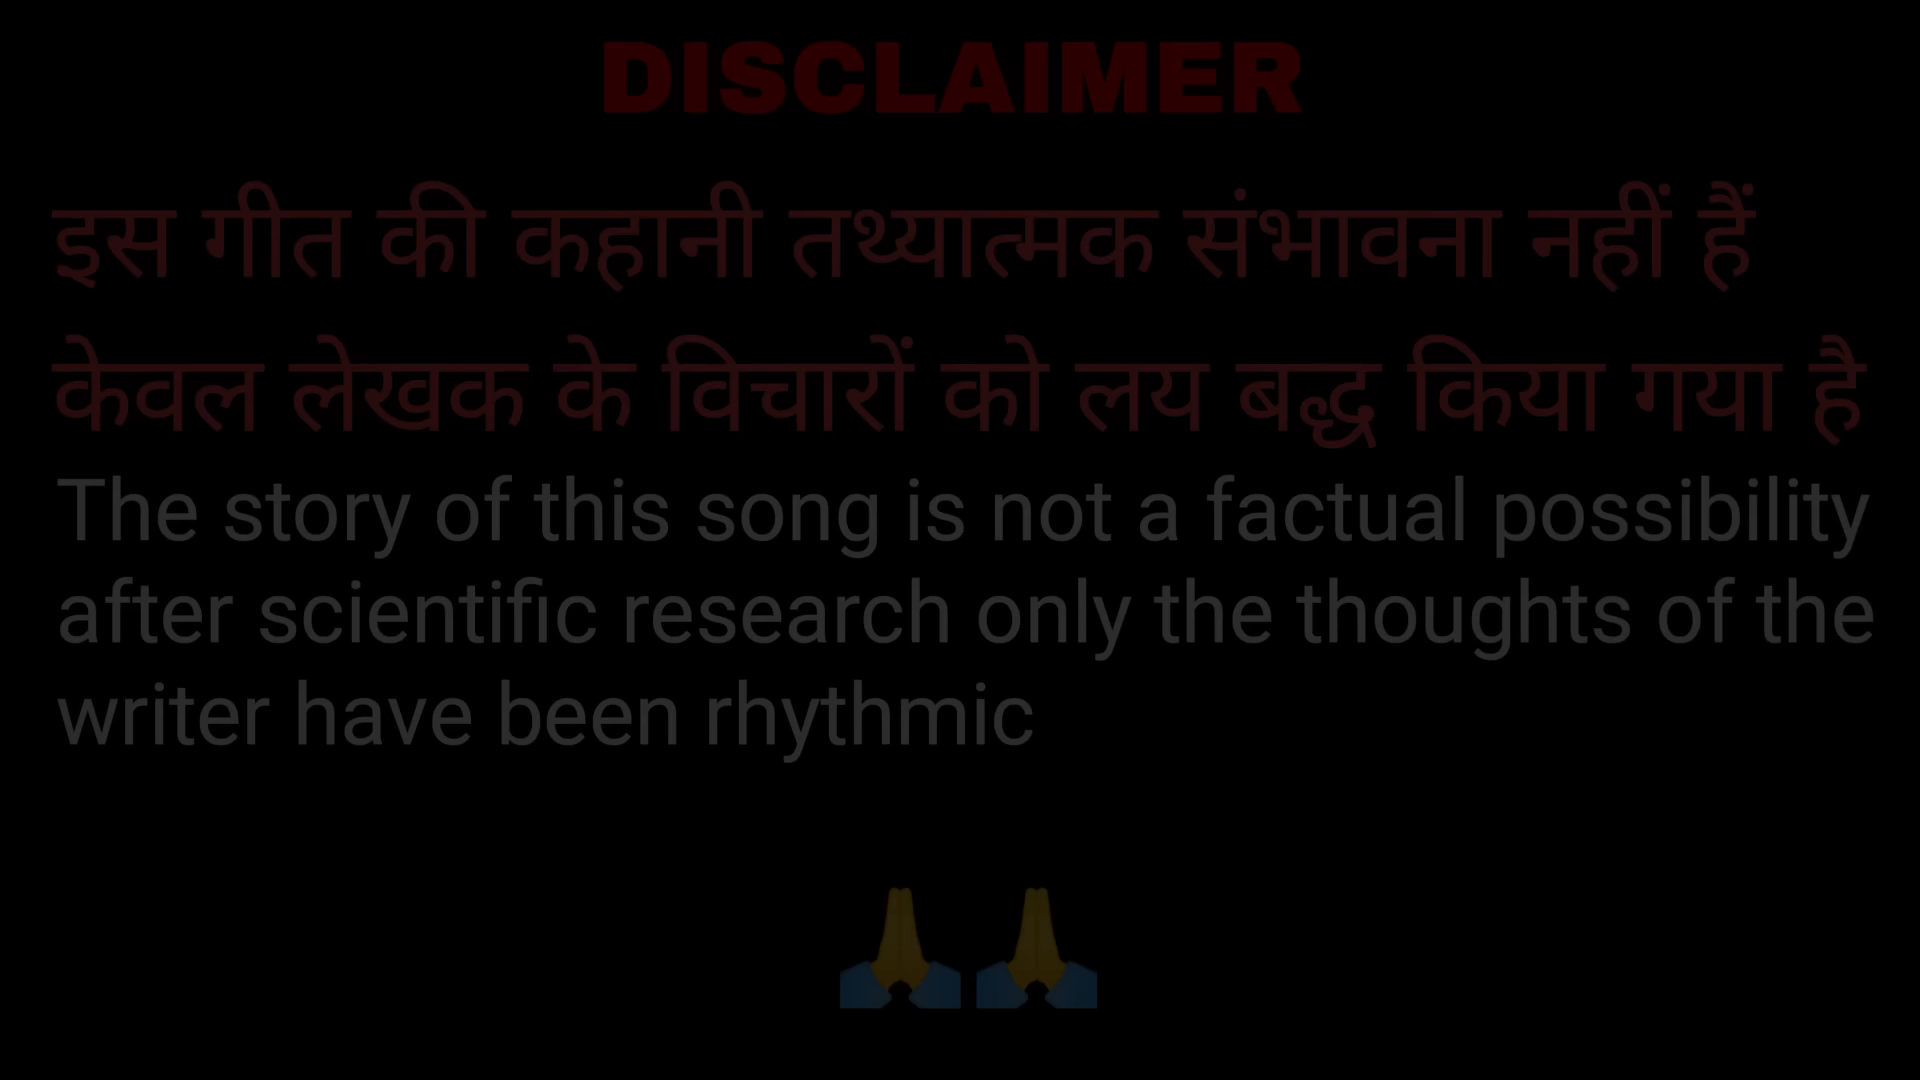 DISCLAIMER
इस गीत की कहानी तथ्यात्मक संभावना नहीं हैं
केवल लेखक के विचारों को लय बद्ध किया गया है
The story of this song is not a factual possibility
after scientific research only the thoughts of the
writer have been rhythmic
🙏🙏